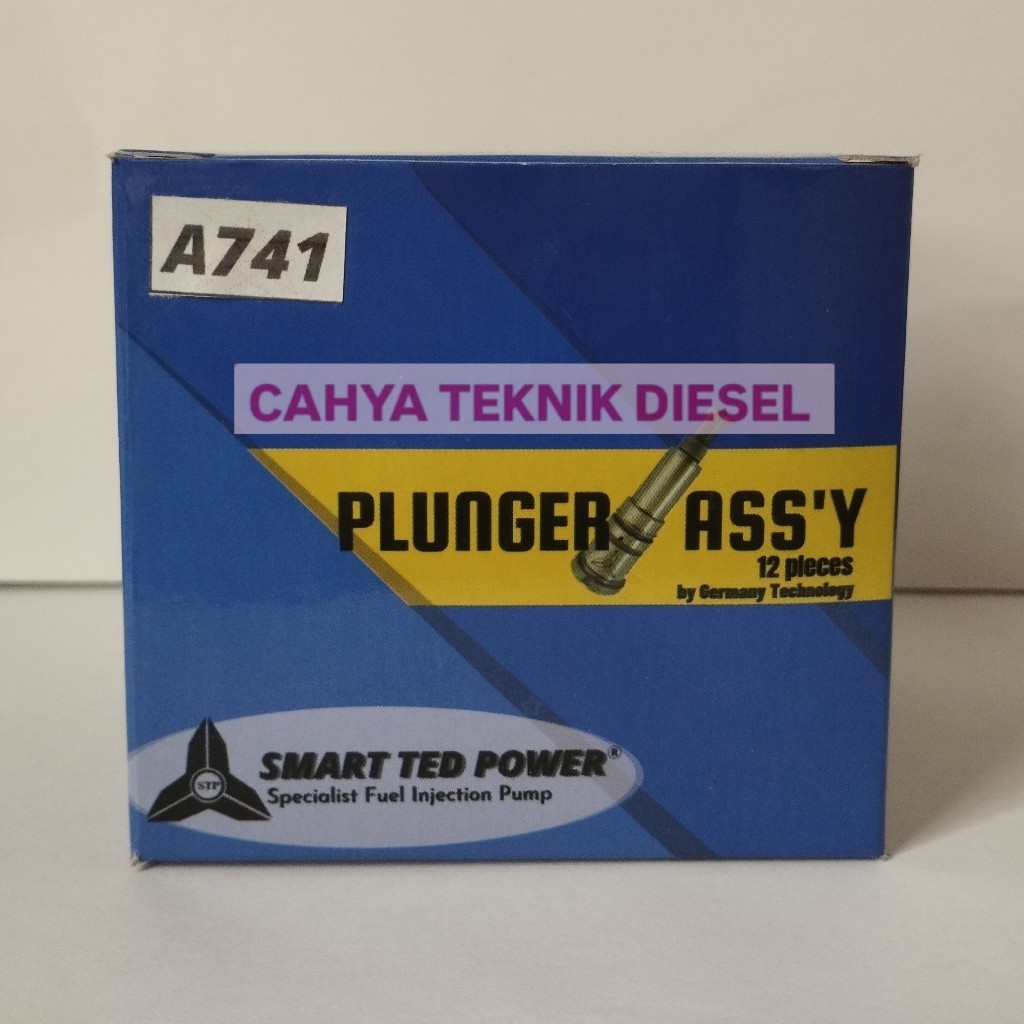 A741
CAHYA TEKNIK DIESEL
PLUNGER ASS'Y
12 pieces
by Germany Technology
STP
SMART TED POWER®
Specialist Fuel Injection Pump